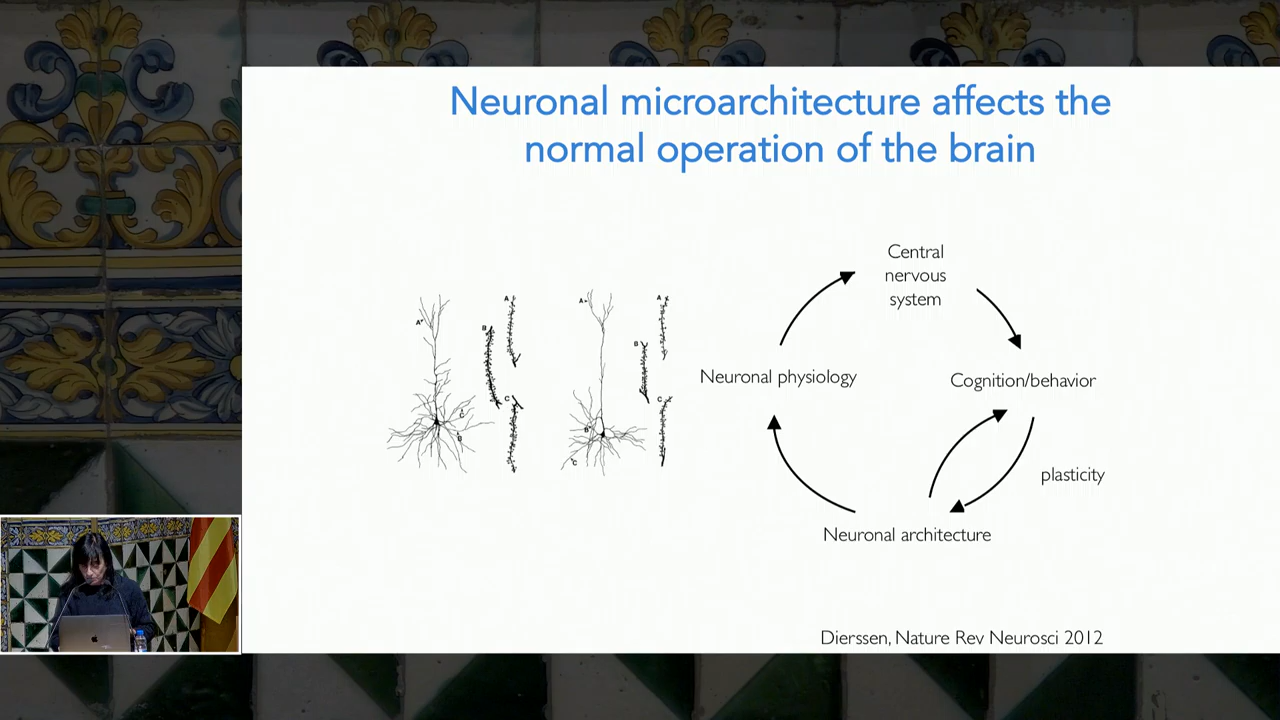 Neuronal microarchitecture affects the
normal operation of the brain
A
B
C
A
B
C
A
B
C
A
B
C
Central
nervous
system
Neuronal physiology
Cognition/behavior
plasticity
Neuronal architecture
Dierssen, Nature Rev Neurosci 2012